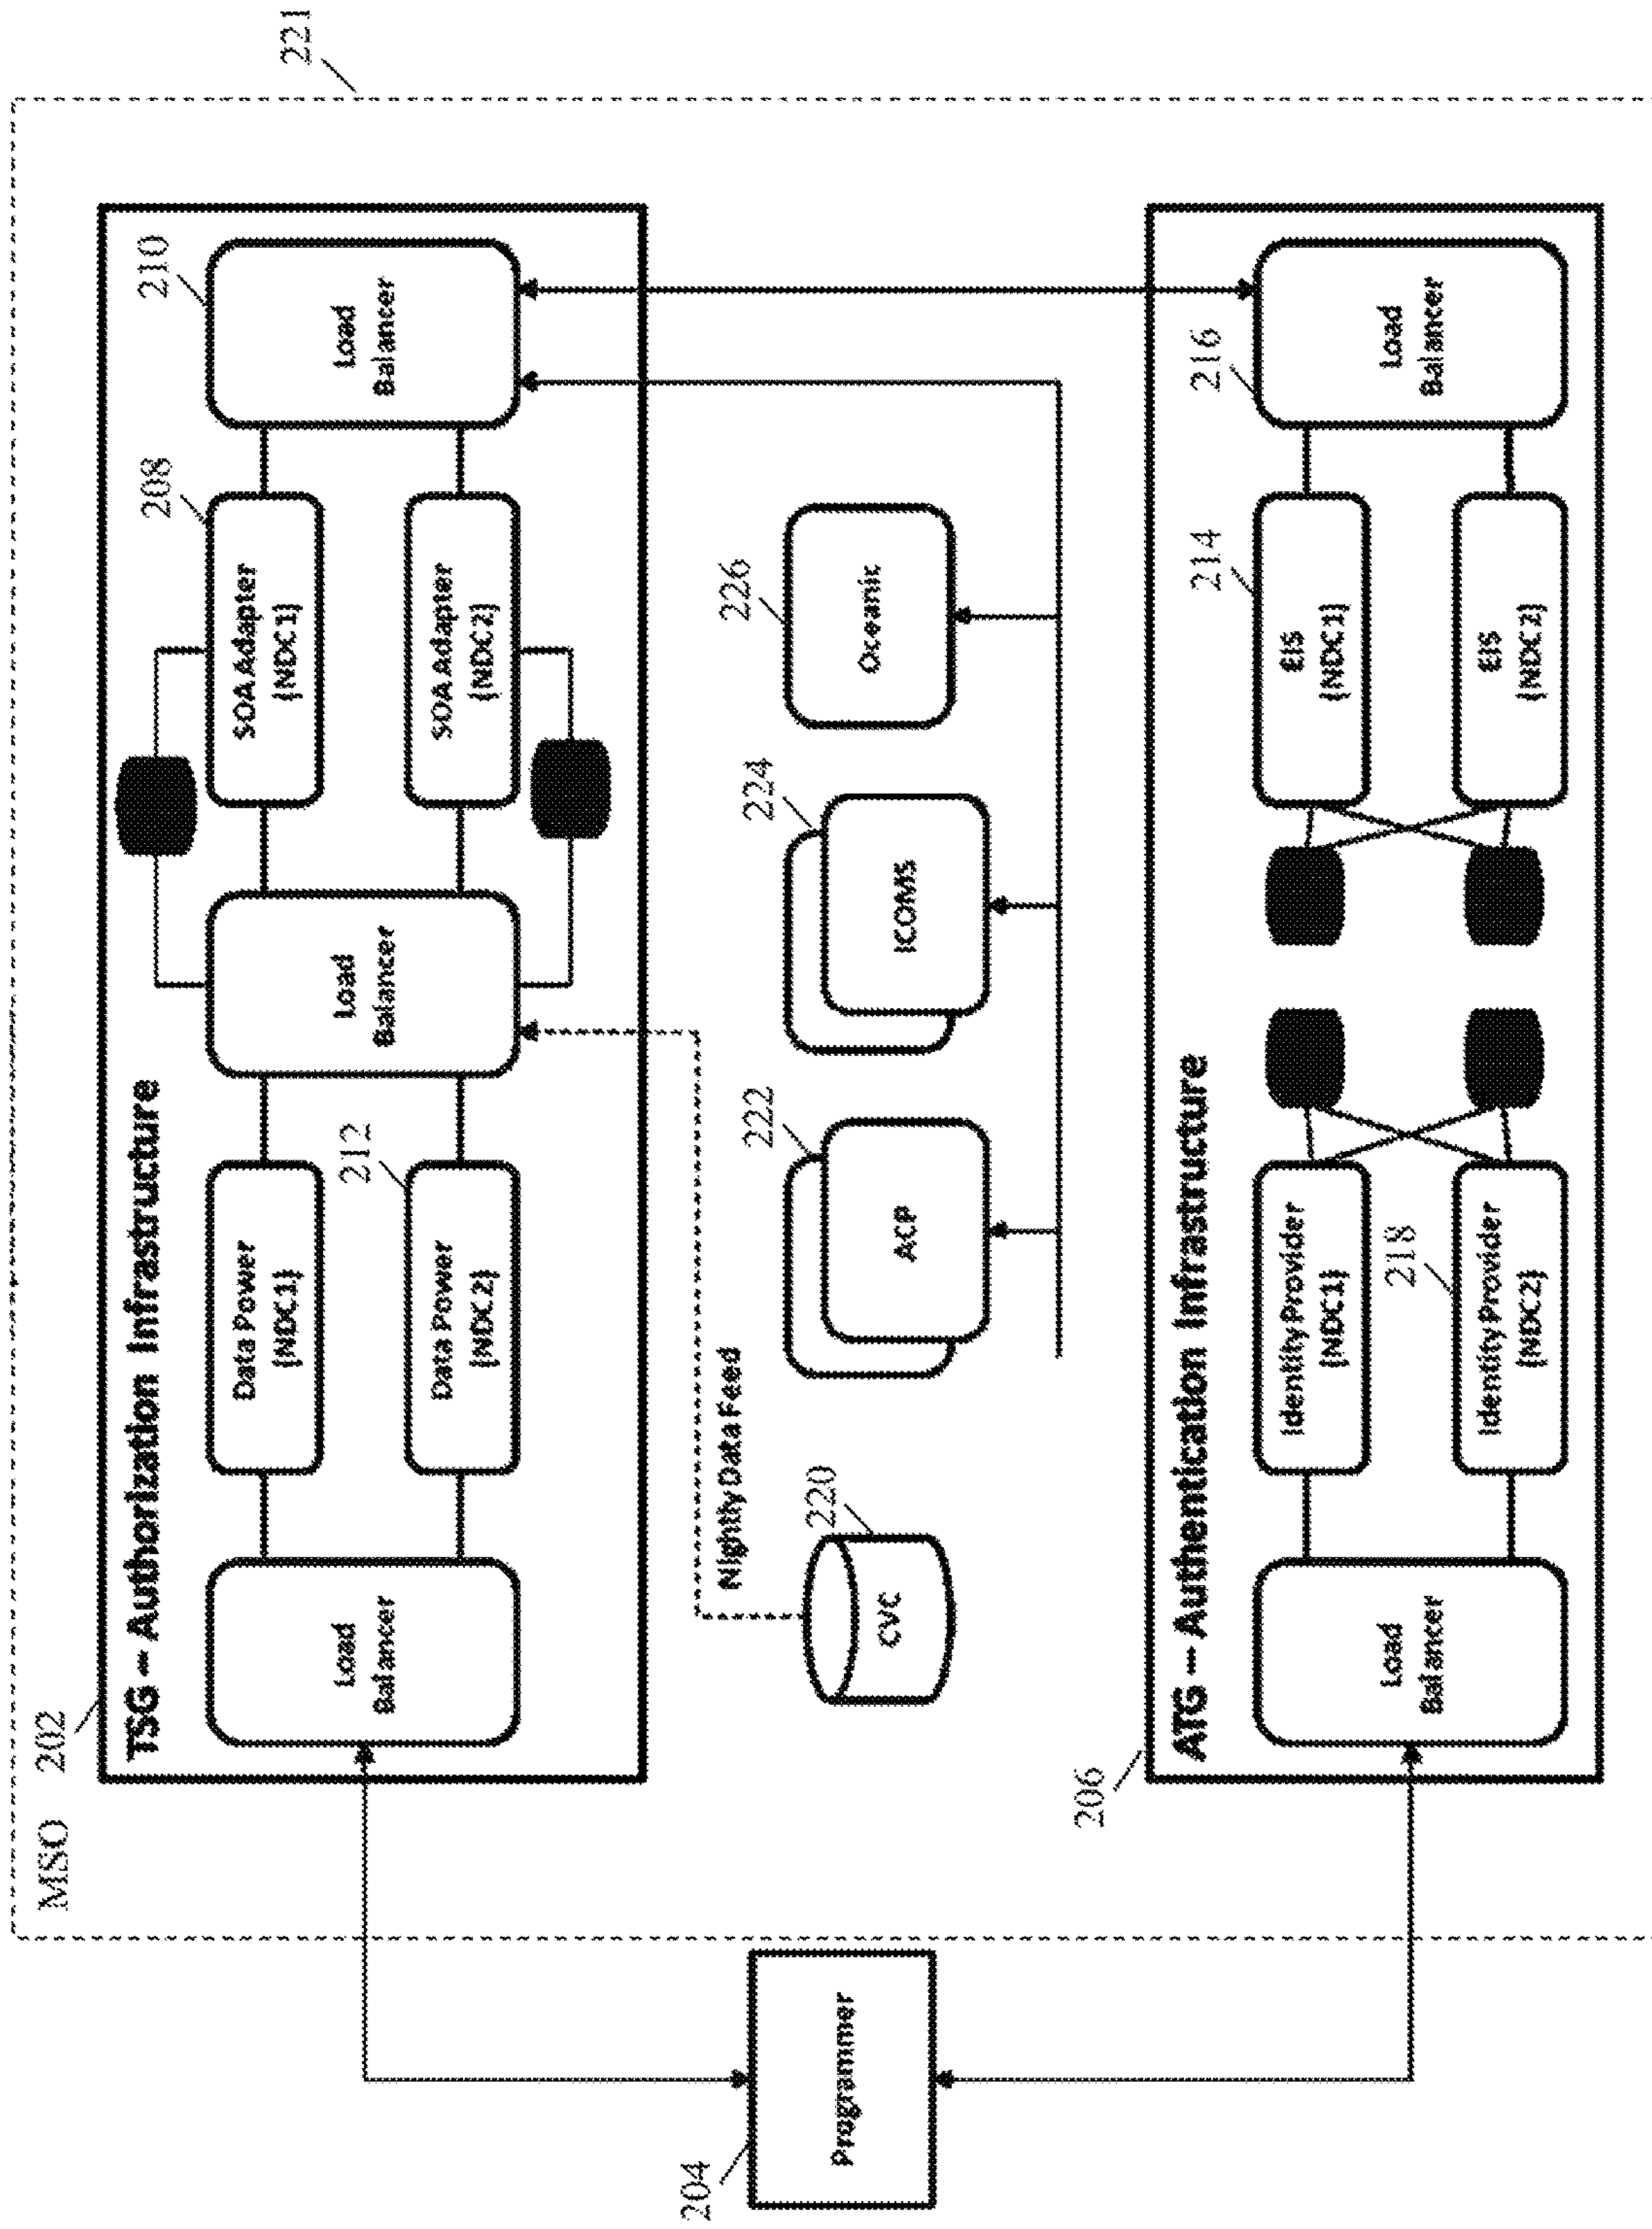 221
MSO
202
TSG – Authorization Infrastructure
Load
Balancer
Data Power
[NDC1]
Data Power
[NDC2]
212
Load
Balancer
SOA Adapter
[NDC1]
208
SOA Adapter
[NDC2]
Load
Balancer
210
Nightly Data Feed
204
Programmer
CVC
220
ACP
222
ICOMS
224
Oceanic
226
206
ATG – Authentication Infrastructure
Load
Balancer
Identity Provider
[NDC1]
Identity Provider
[NDC2]
218
EIS
[NDC1]
214
EIS
[NDC2]
Load
Balancer
216